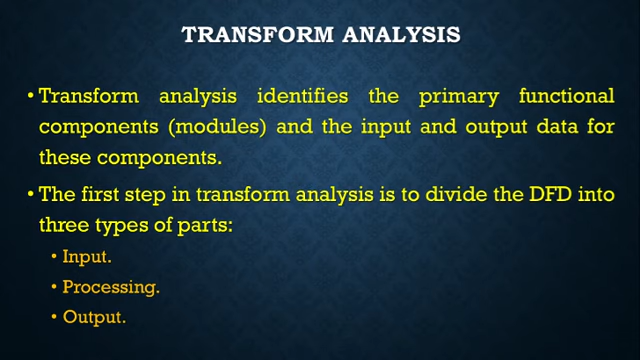 TRANSFORM ANALYSIS
• Transform analysis identifies the primary functional
components (modules) and the input and output data for
these components.
• The first step in transform analysis is to divide the DFD into
three types of parts:
• Input.
• Processing.
• Output.